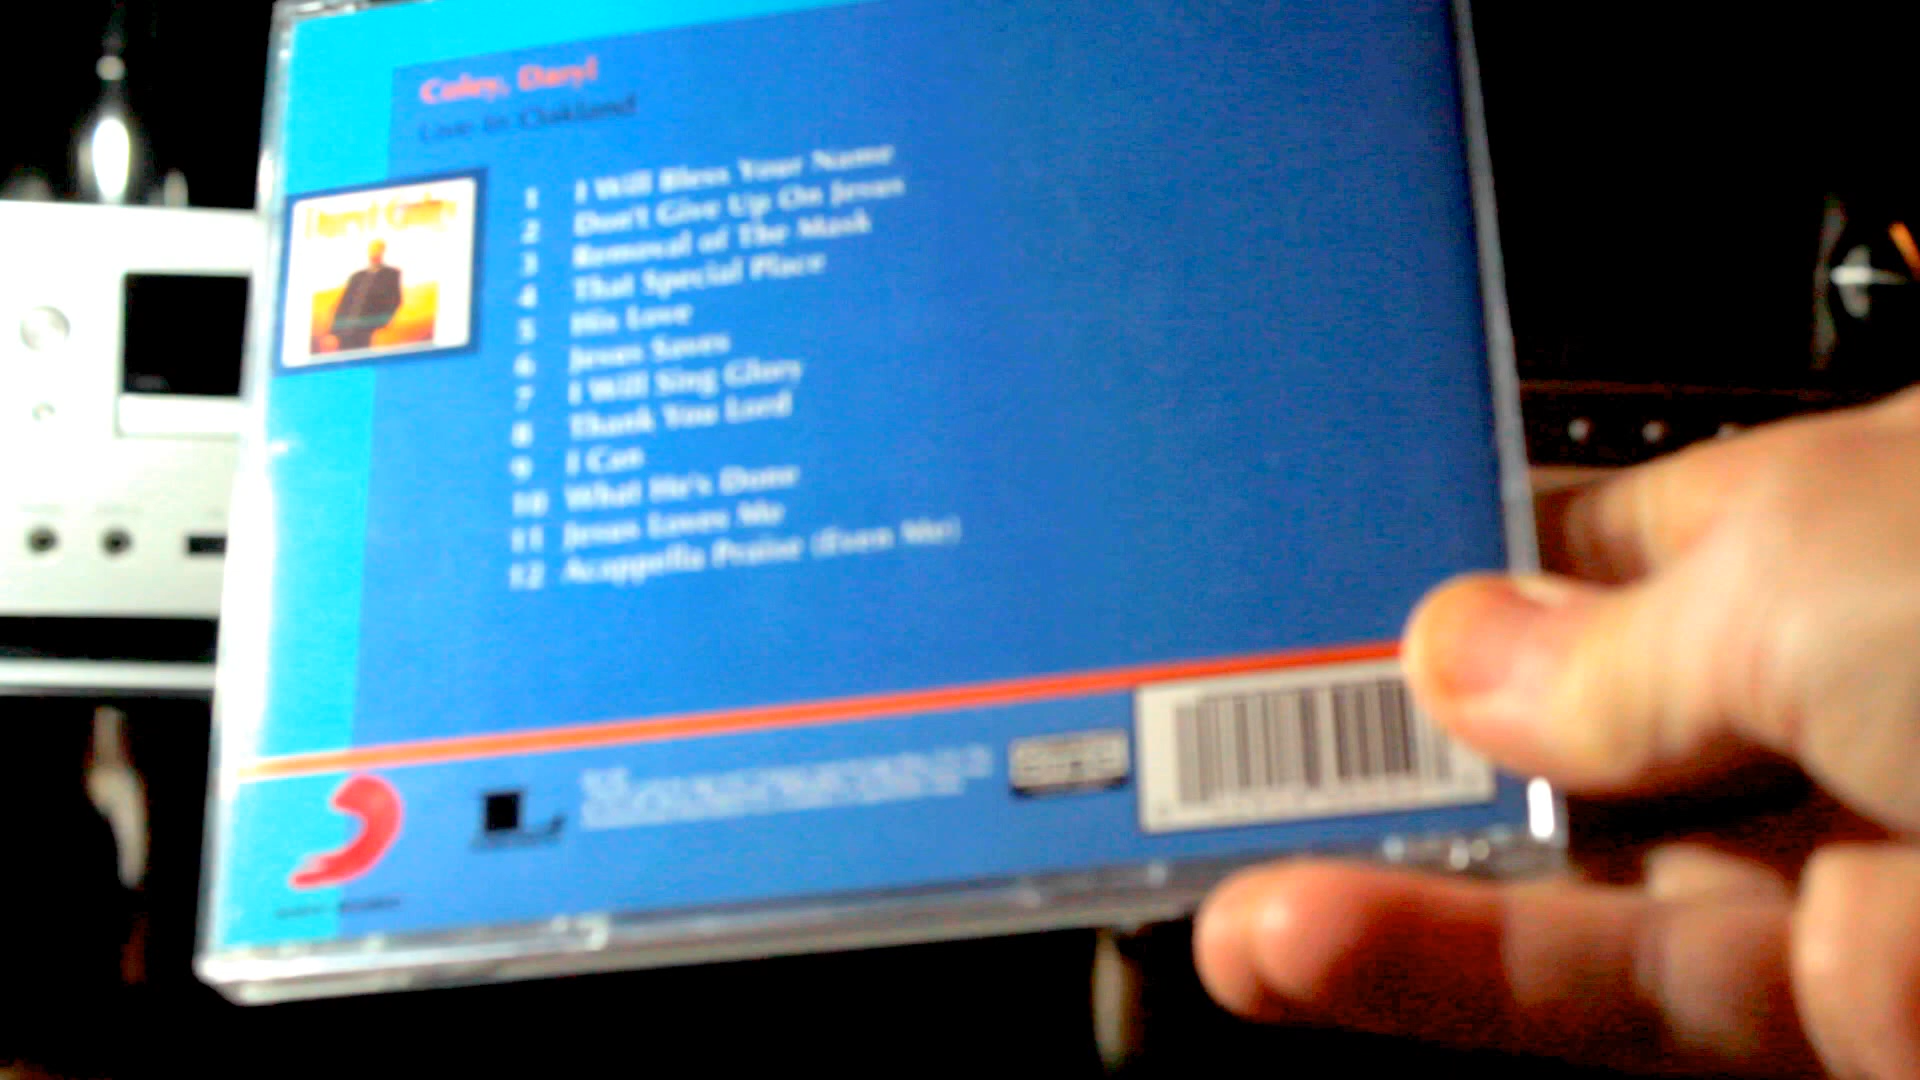 Coley, Daryl
Live in Oakland
Daryl Coley
1 I Will Bless Your Name
2 Don't Give Up On Jesus
3 Removal of The Mask
4 That Special Place
5 His Love
6 Jesus Saves
7 I Will Sing Glory
8 Thank You Lord
9 I Can
10 What He's Done
11 Jesus Loves Me
12 Acappella Praise (Even Me)